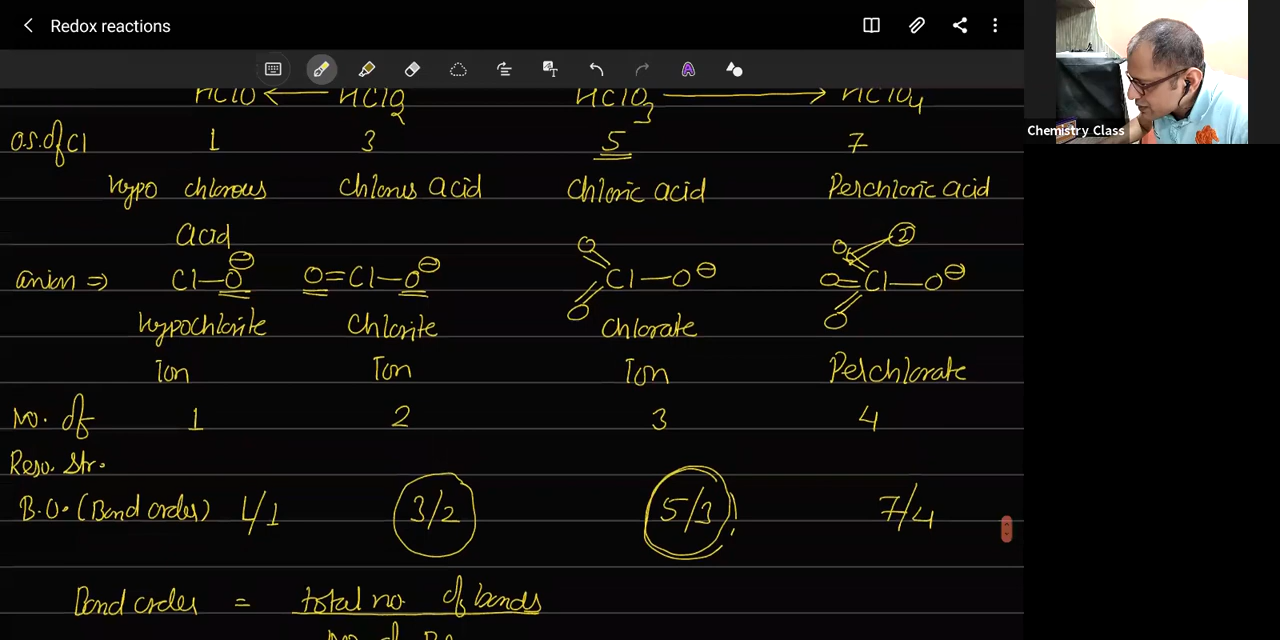 Redox reactions
HClO ← HClO2 HClO3 → HClO4
O.S. of Cl 1 3 5 7
Hypo chlorous Chlorus acid Chloric acid Perchloric acid
Acid
anion ⇒ Cl—O⊖ O=Cl—O⊖ O Cl—O⊖ O O=Cl—O⊖ O 2
O
Hypochlorite Chlorite Chlorate
Ion Ion Ion Perchlorate
No. of 1 2 3 4
Reso. Str.
B.O. (Bond order) 1/1 3/2 5/3 7/4
Bond order = total no. of bonds
No. of
Chemistry Class